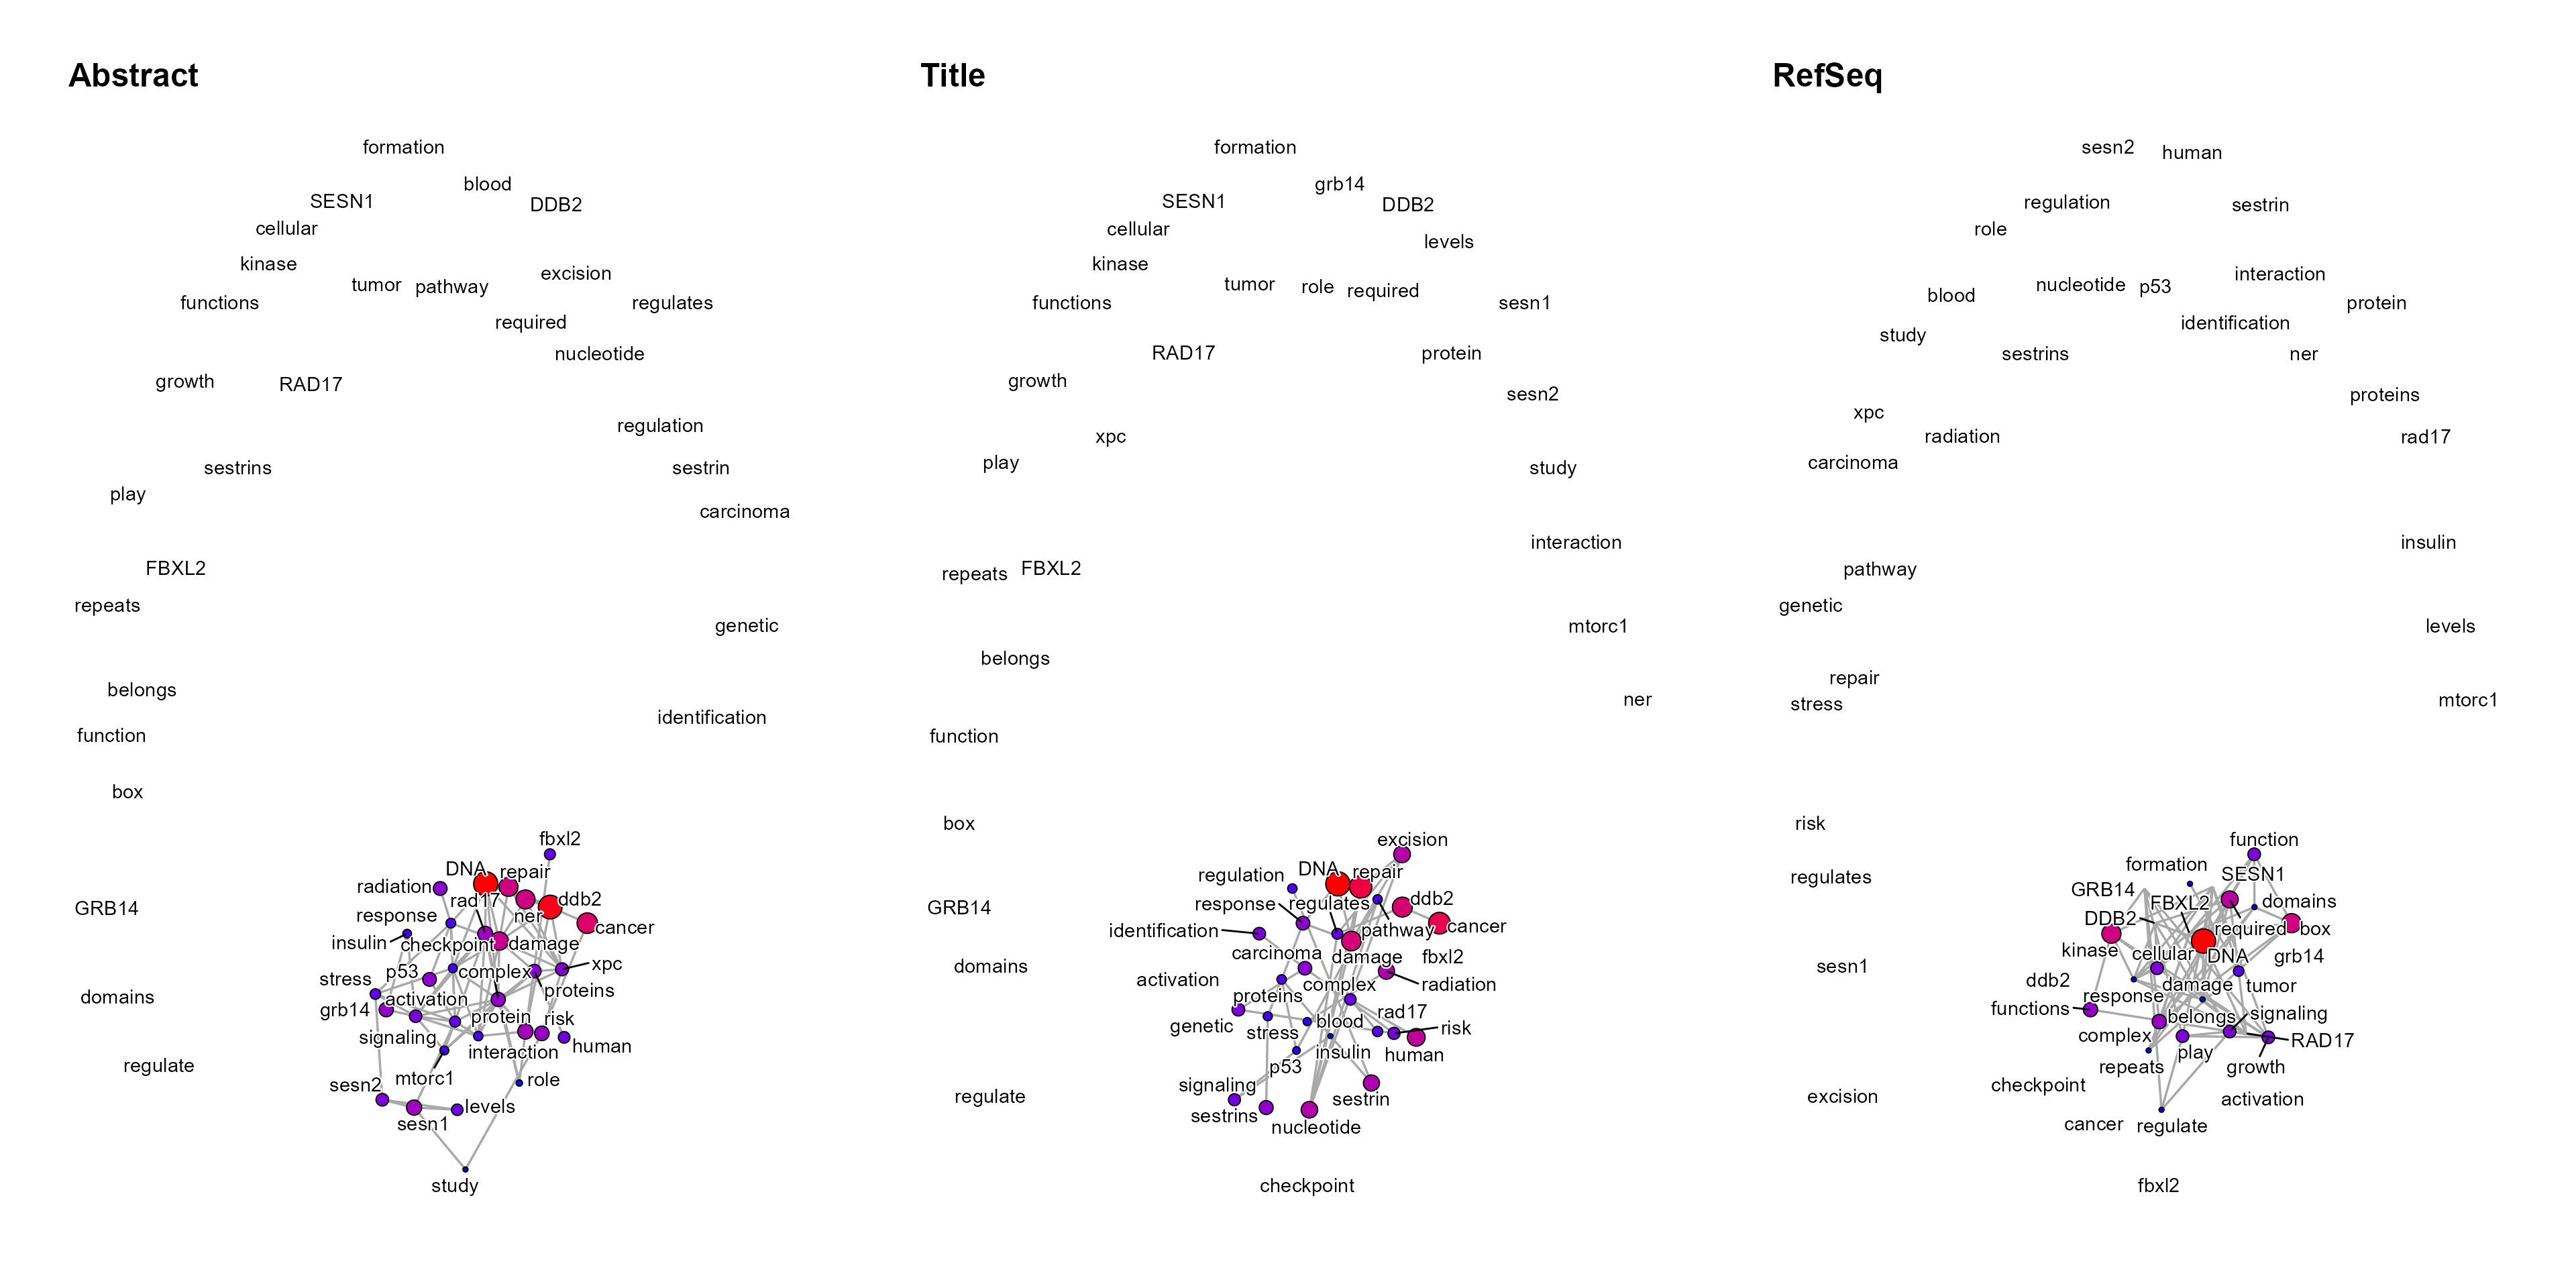 Abstract
formation
blood
SESN1
DDB2
cellular
kinase
excision
tumor
pathway
functions
regulates
required
nucleotide
growth
RAD17
regulation
sestrins
sestrin
play
carcinoma
FBXL2
repeats
genetic
belongs
identification
function
box
fbxl2
DNA
repair
radiation
rad17
ddb2
GRB14
response
ner
cancer
insulin
checkpoint
damage
p53
complex
xpc
stress
proteins
domains
activation
grb14
protein
risk
signaling
interaction
human
regulate
mtorc1
role
sesn2
levels
sesn1
study
Title
formation
grb14
SESN1
DDB2
cellular
levels
kinase
tumor
role
required
functions
sesn1
RAD17
protein
growth
sesn2
xpc
play
study
interaction
repeats
FBXL2
mtorc1
belongs
ner
function
box
excision
DNA
repair
regulation
response
regulates
ddb2
GRB14
identification
pathway
cancer
carcinoma
damage
fbxl2
domains
activation
complex
radiation
proteins
rad17
genetic
stress
blood
risk
insulin
human
p53
signaling
regulate
sestrin
sestrins
nucleotide
checkpoint
RefSeq
sesn2
human
regulation
sestrin
role
interaction
nucleotide
p53
blood
protein
identification
study
sestrins
ner
proteins
xpc
radiation
rad17
carcinoma
insulin
pathway
genetic
levels
repair
stress
mtorc1
risk
function
formation
SESN1
regulates
GRB14
FBXL2
domains
DDB2
required
box
kinase
cellular
DNA
grb14
sesn1
ddb2
damage
tumor
response
functions
belongs
signaling
complex
RAD17
play
repeats
growth
checkpoint
excision
activation
cancer
regulate
fbxl2